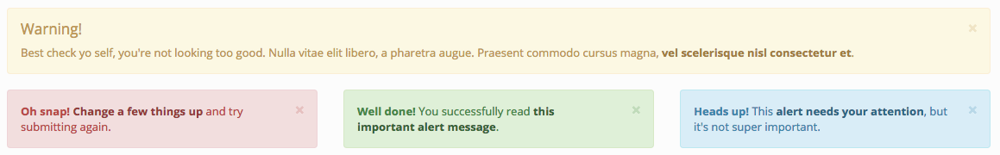 Warning!
×
Best check yo self, you're not looking too good. Nulla vitae elit libero, a pharetra augue. Praesent commodo cursus magna, vel scelerisque nisl consectetur et.
Oh snap! Change a few things up and try
submitting again.
×
Well done! You successfully read this
important alert message.
×
Heads up! This alert needs your attention, but
it's not super important.
×